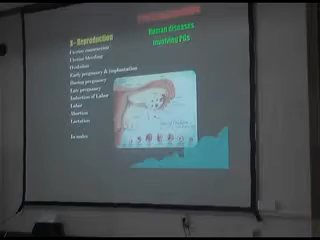 Human diseases
involving PGs
8 - Reproduction
Uterine contraction
Uterine bleeding
Ovulation
Early pregnancy & implantation
During pregnancy
Late pregnancy
Induction of Labor
Labor
Abortion
Lactation
In males